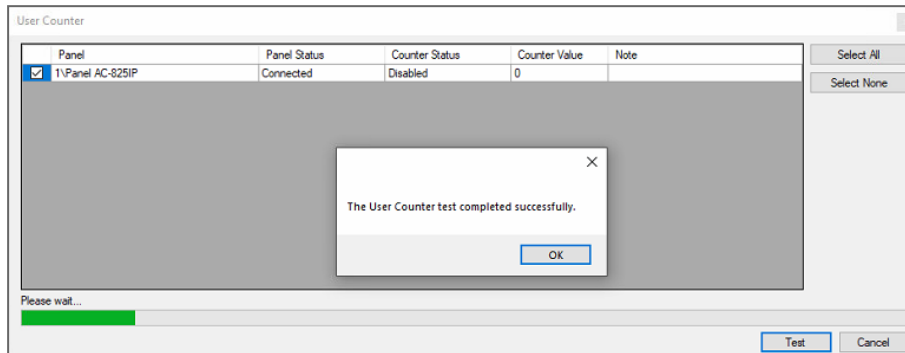 User Counter
Panel Panel Status Counter Status Counter Value Note
1\Panel AC-825IP Connected Disabled 0
Select All
Select None
The User Counter test completed successfully.
OK
Please wait...
Test Cancel